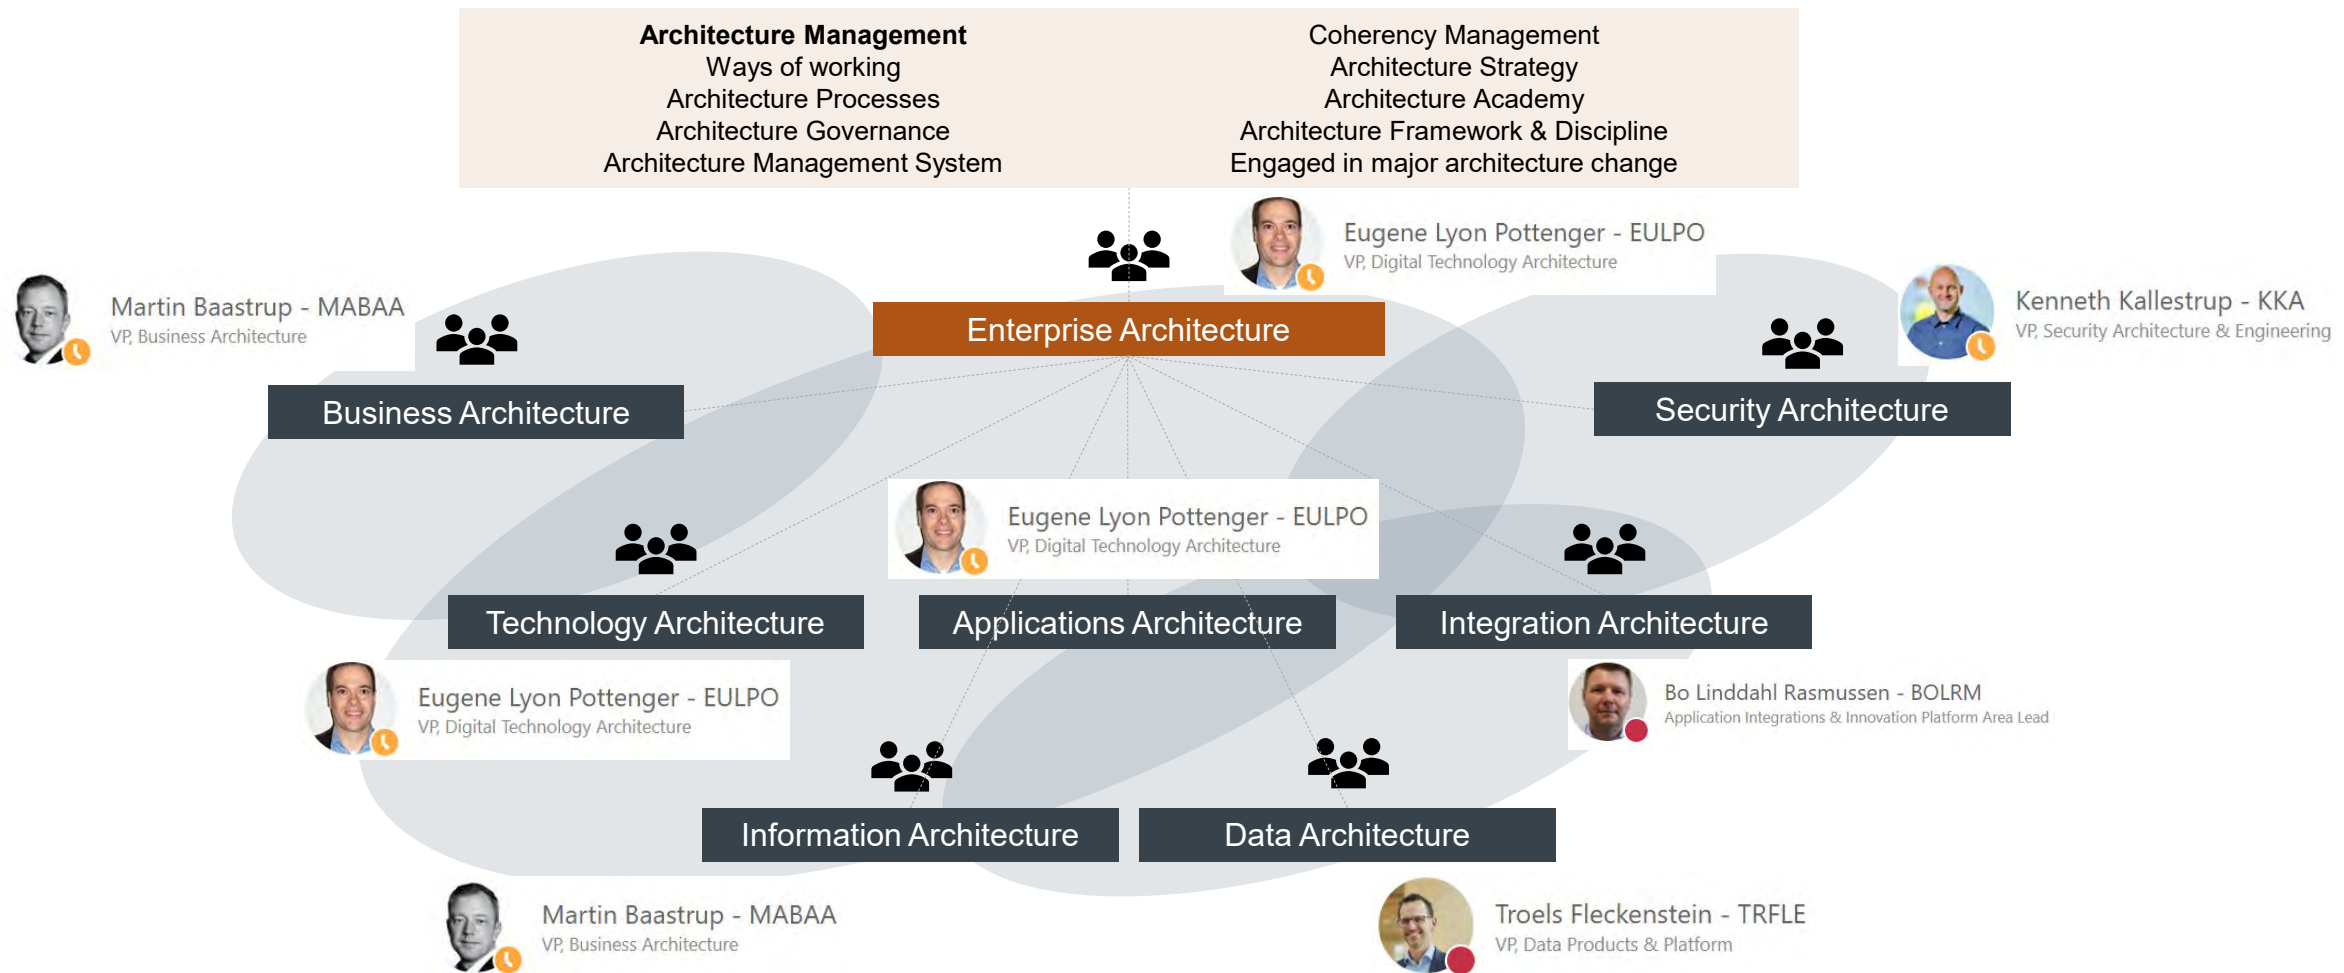 Architecture Management
Ways of working
Architecture Processes
Architecture Governance
Architecture Management System
Coherency Management
Architecture Strategy
Architecture Academy
Architecture Framework & Discipline
Engaged in major architecture change
Eugene Lyon Pottenger - EULPO
VP, Digital Technology Architecture
Martin Baastrup - MABAA
VP, Business Architecture
Kenneth Kallestrup - KKA
VP, Security Architecture & Engineering
Enterprise Architecture
Business Architecture
Security Architecture
Eugene Lyon Pottenger - EULPO
VP, Digital Technology Architecture
Technology Architecture
Applications Architecture
Integration Architecture
Eugene Lyon Pottenger - EULPO
VP, Digital Technology Architecture
Bo Linddahl Rasmussen - BOLRM
Application Integrations & Innovation Platform Area Lead
Information Architecture
Data Architecture
Martin Baastrup - MABAA
VP, Business Architecture
Troels Fleckenstein - TRFLE
VP, Data Products & Platform